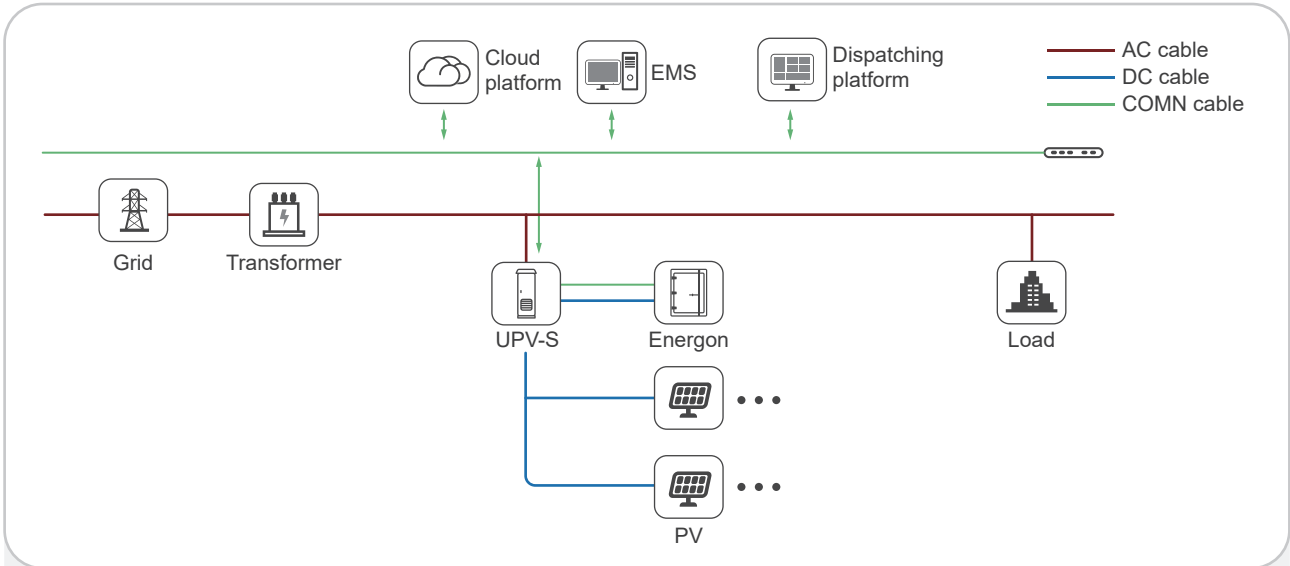 Cloud
platform
EMS
Dispatching
platform
AC cable
DC cable
COMN cable
Grid
Transformer
UPV-S
Energon
Load
PV